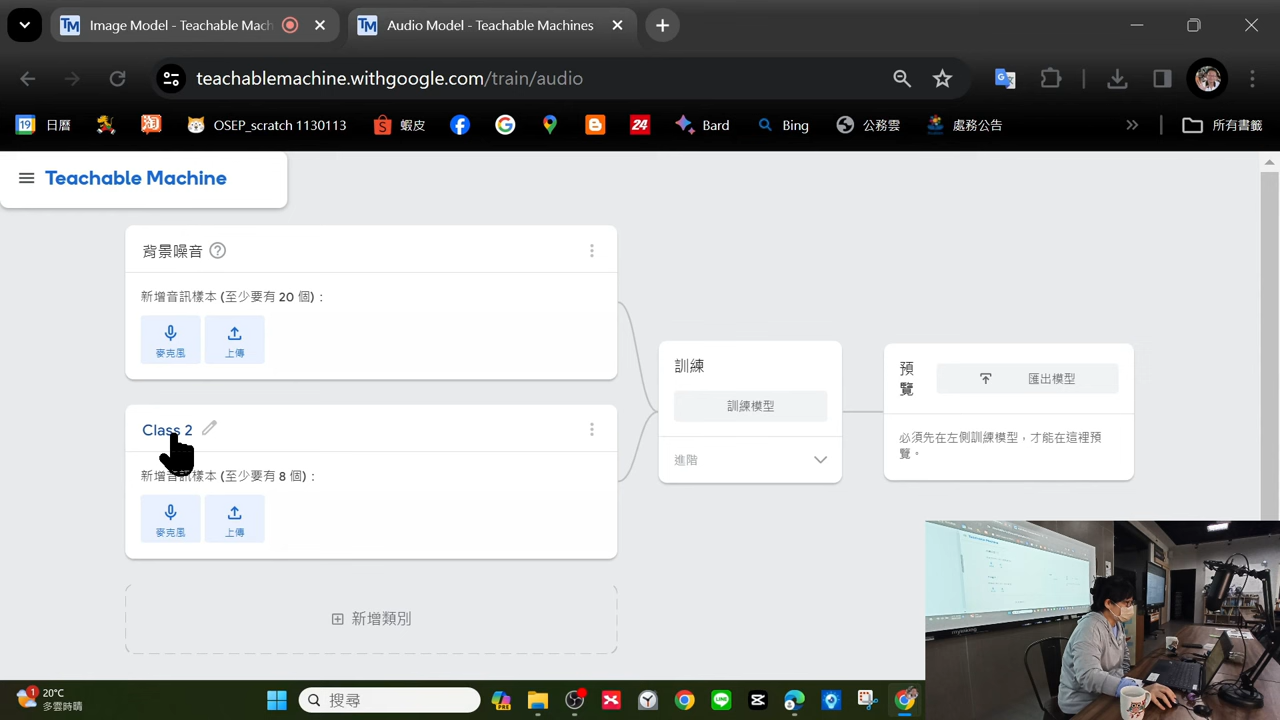 Image Model - Teachable Mach
Audio Model - Teachable Machines
teachablemachine.withgoogle.com/train/audio
19 日曆
淘
OSEP_scratch 1130113
蝦皮
24
Bard
Bing
公務雲
處務公告
所有書籤
Teachable Machine
背景噪音
新增音訊樣本 (至少要有 20 個)：
麥克風
上傳
Class 2
新增音訊樣本 (至少要有 8 個)：
麥克風
上傳
新增類別
訓練
訓練模型
進階
預覽
匯出模型
必須先在左側訓練模型，才能在這裡預
覽。
1
20°C
多雲時晴
搜尋